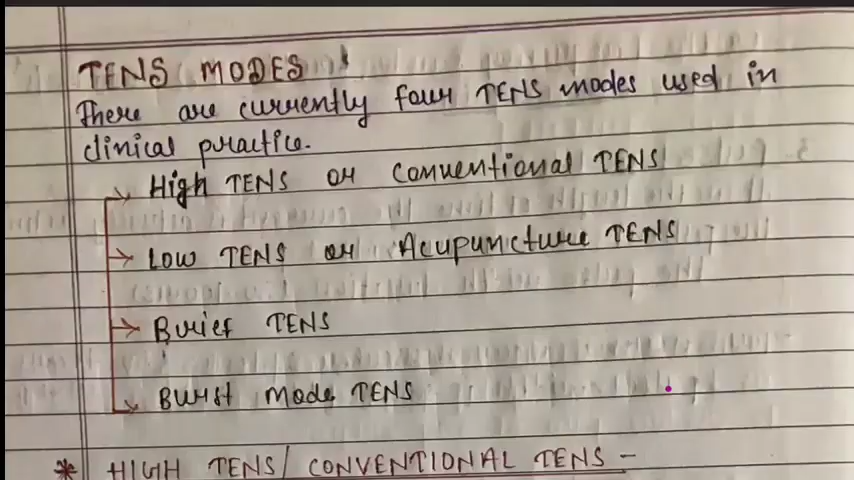 TENS MODES
There are currently four TENS modes used in
clinical practice.
High TENS or Conventional TENS
Low TENS or Acupuncture TENS
Brief TENS
Burst Mode TENS
* HIGH TENS/ CONVENTIONAL TENS -